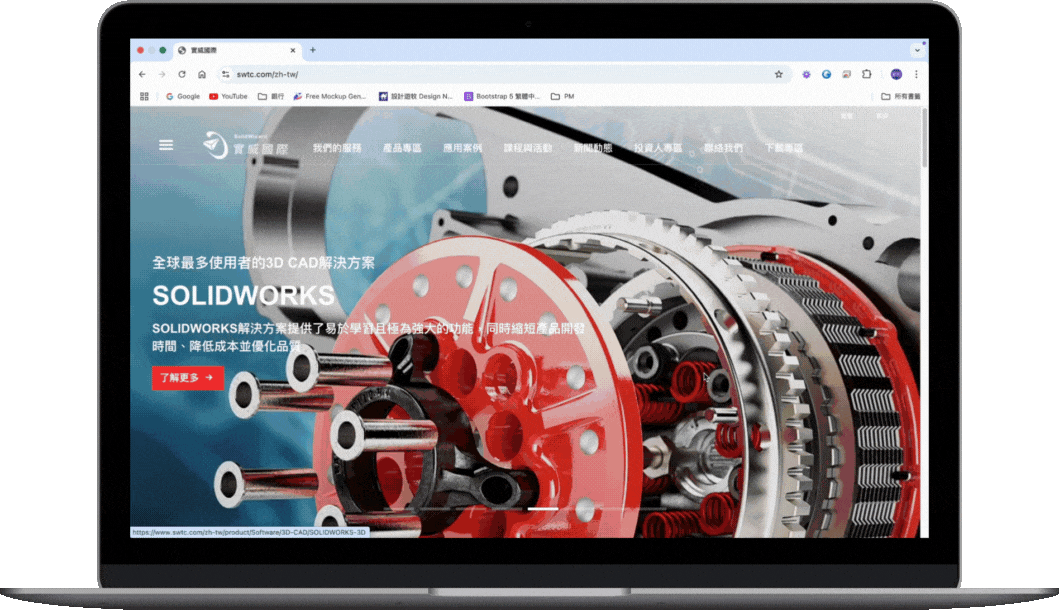 實威國際
swtc.com/zh-tw/
Google
YouTube
銀行
Free Mockup Gen...
設計遊牧 Design N...
Bootstrap 5 繁體中...
PM
所有書籤
SolidWizard
實威國際
我們的服務
產品專區
應用案例
課程與活動
新聞動態
投資人專區
聯絡我們
下載專區
全球最多使用者的3D CAD解決方案
SOLIDWORKS
SOLIDWORKS解決方案提供了易於學習且極為強大的功能，同時縮短產品開發
時間、降低成本並優化品質
了解更多 →
https://www.swtc.com/zh-tw/product/Software/3D-CAD/SOLIDWORKS-3D